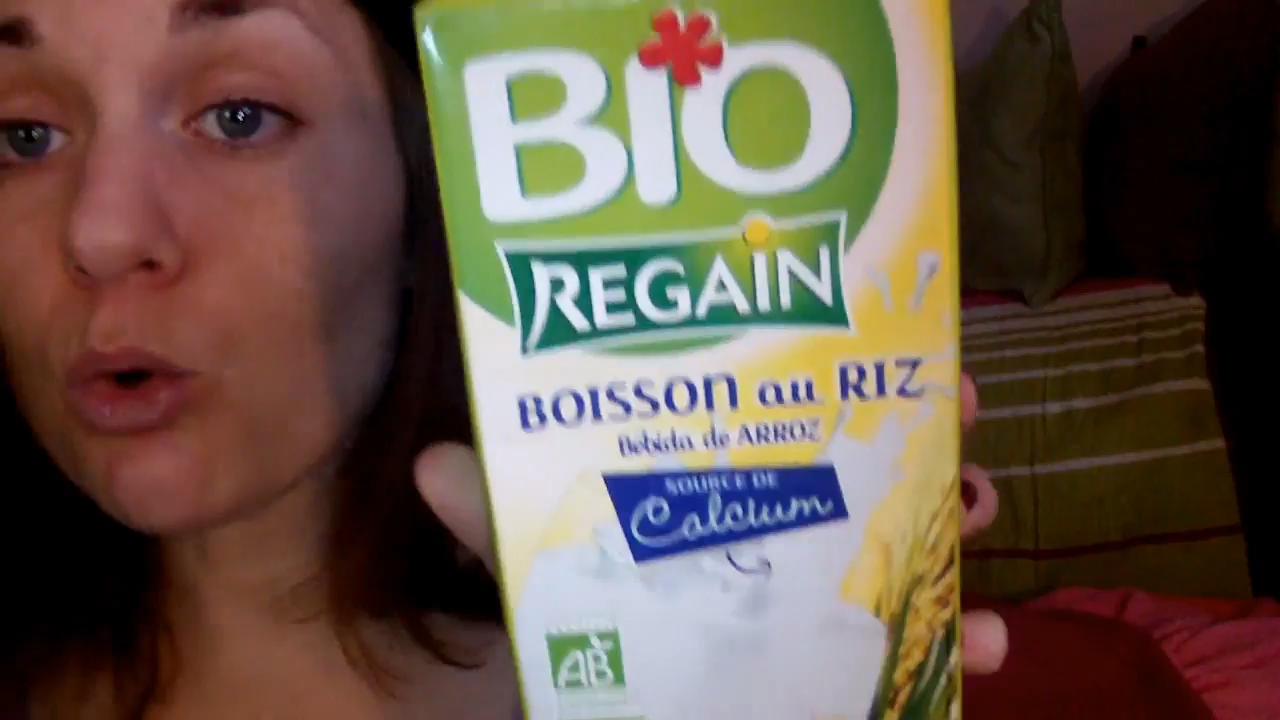 BIO
REGAIN
BOISSON au RIZ
Bebida de ARROZ
SOURCE DE
Calcium
AB